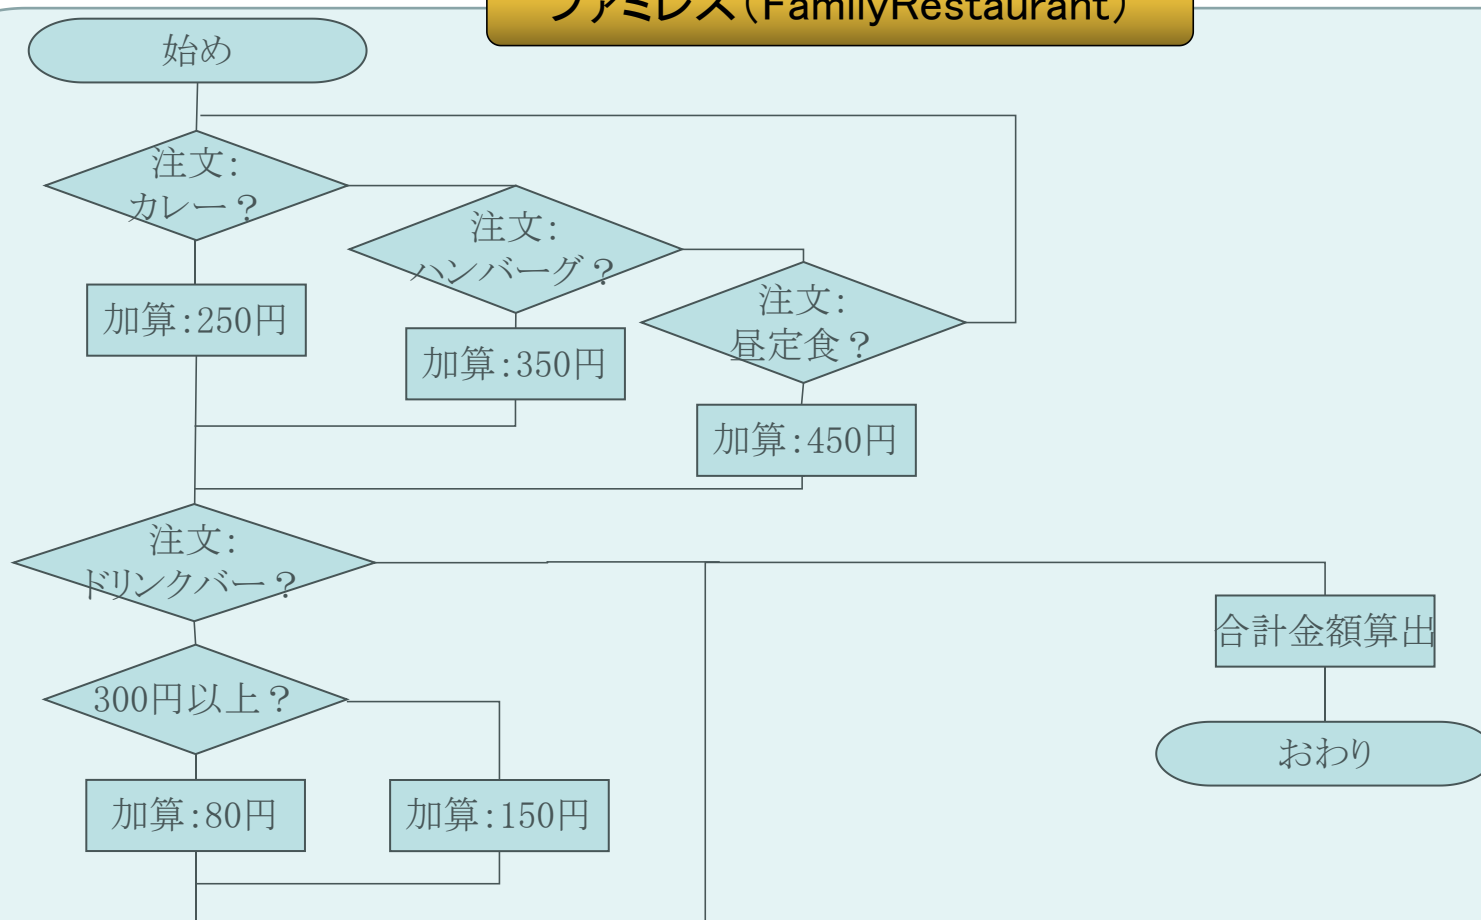 ファミレス（FamilyRestaurant）
始め
注文：
カレー？
注文：
ハンバーグ？
注文：
昼定食？
加算：250円
加算：350円
加算：450円
注文：
ドリンクバー？
合計金額算出
300円以上？
おわり
加算：80円
加算：150円